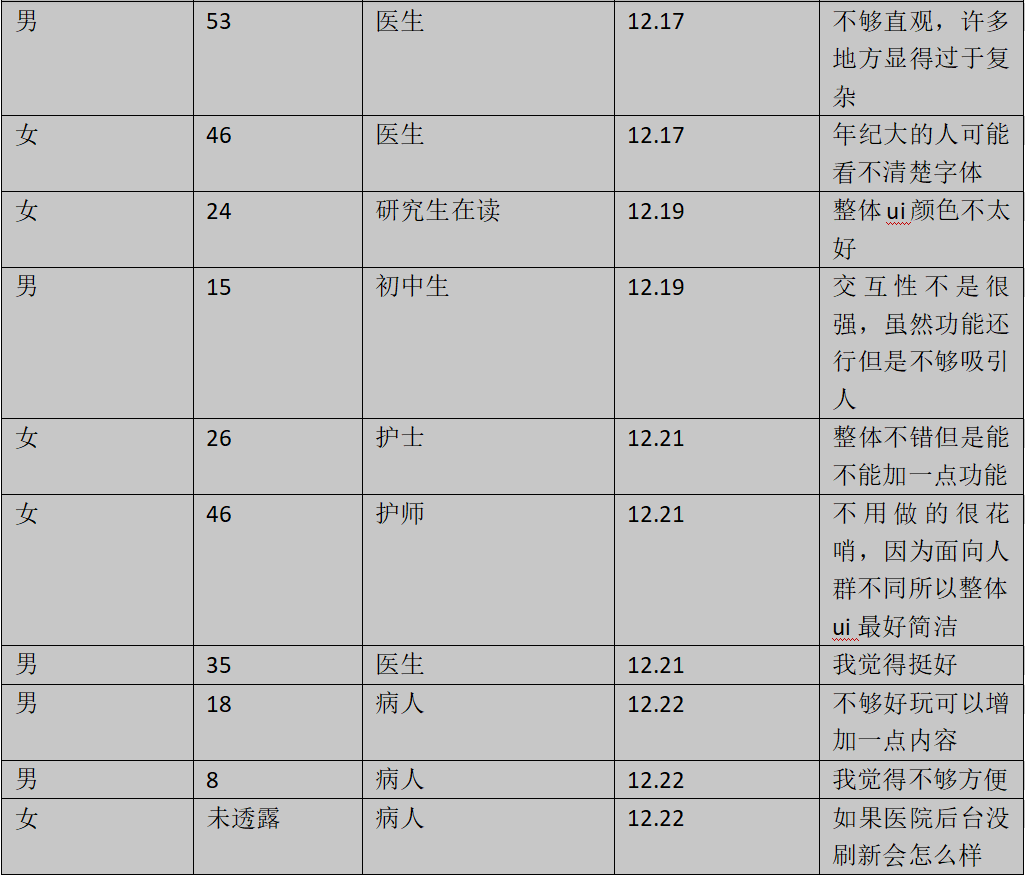 男 53 医生 12.17 不够直观，许多
地方显得过于复
杂
女 46 医生 12.17 年纪大的人可能
看不清楚字体
女 24 研究生在读 12.19 整体ui颜色不太
好
男 15 初中生 12.19 交互性不是很
强，虽然功能还
行但是不够吸引
人
女 26 护士 12.21 整体不错但是能
不能加一点功能
女 46 护师 12.21 不用做的很花
哨，因为面向人
群不同所以整体
ui最好简洁
男 35 医生 12.21 我觉得挺好
男 18 病人 12.22 不够好玩可以增
加一点内容
男 8 病人 12.22 我觉得不够方便
女 未透露 病人 12.22 如果医院后台没
刷新会怎么样